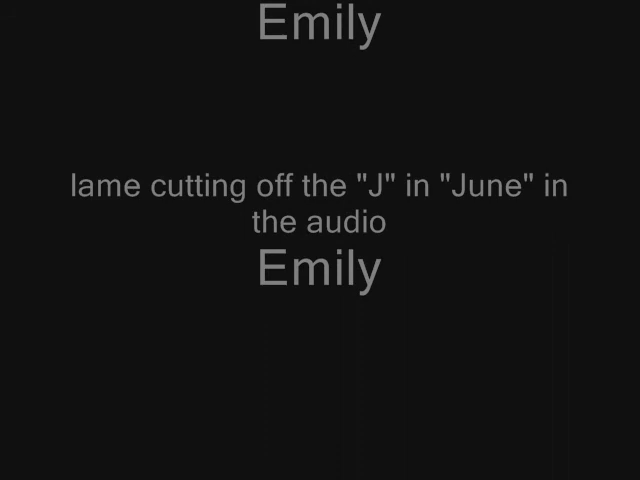 Emily
lame cutting off the "J" in "June" in
the audio
Emily